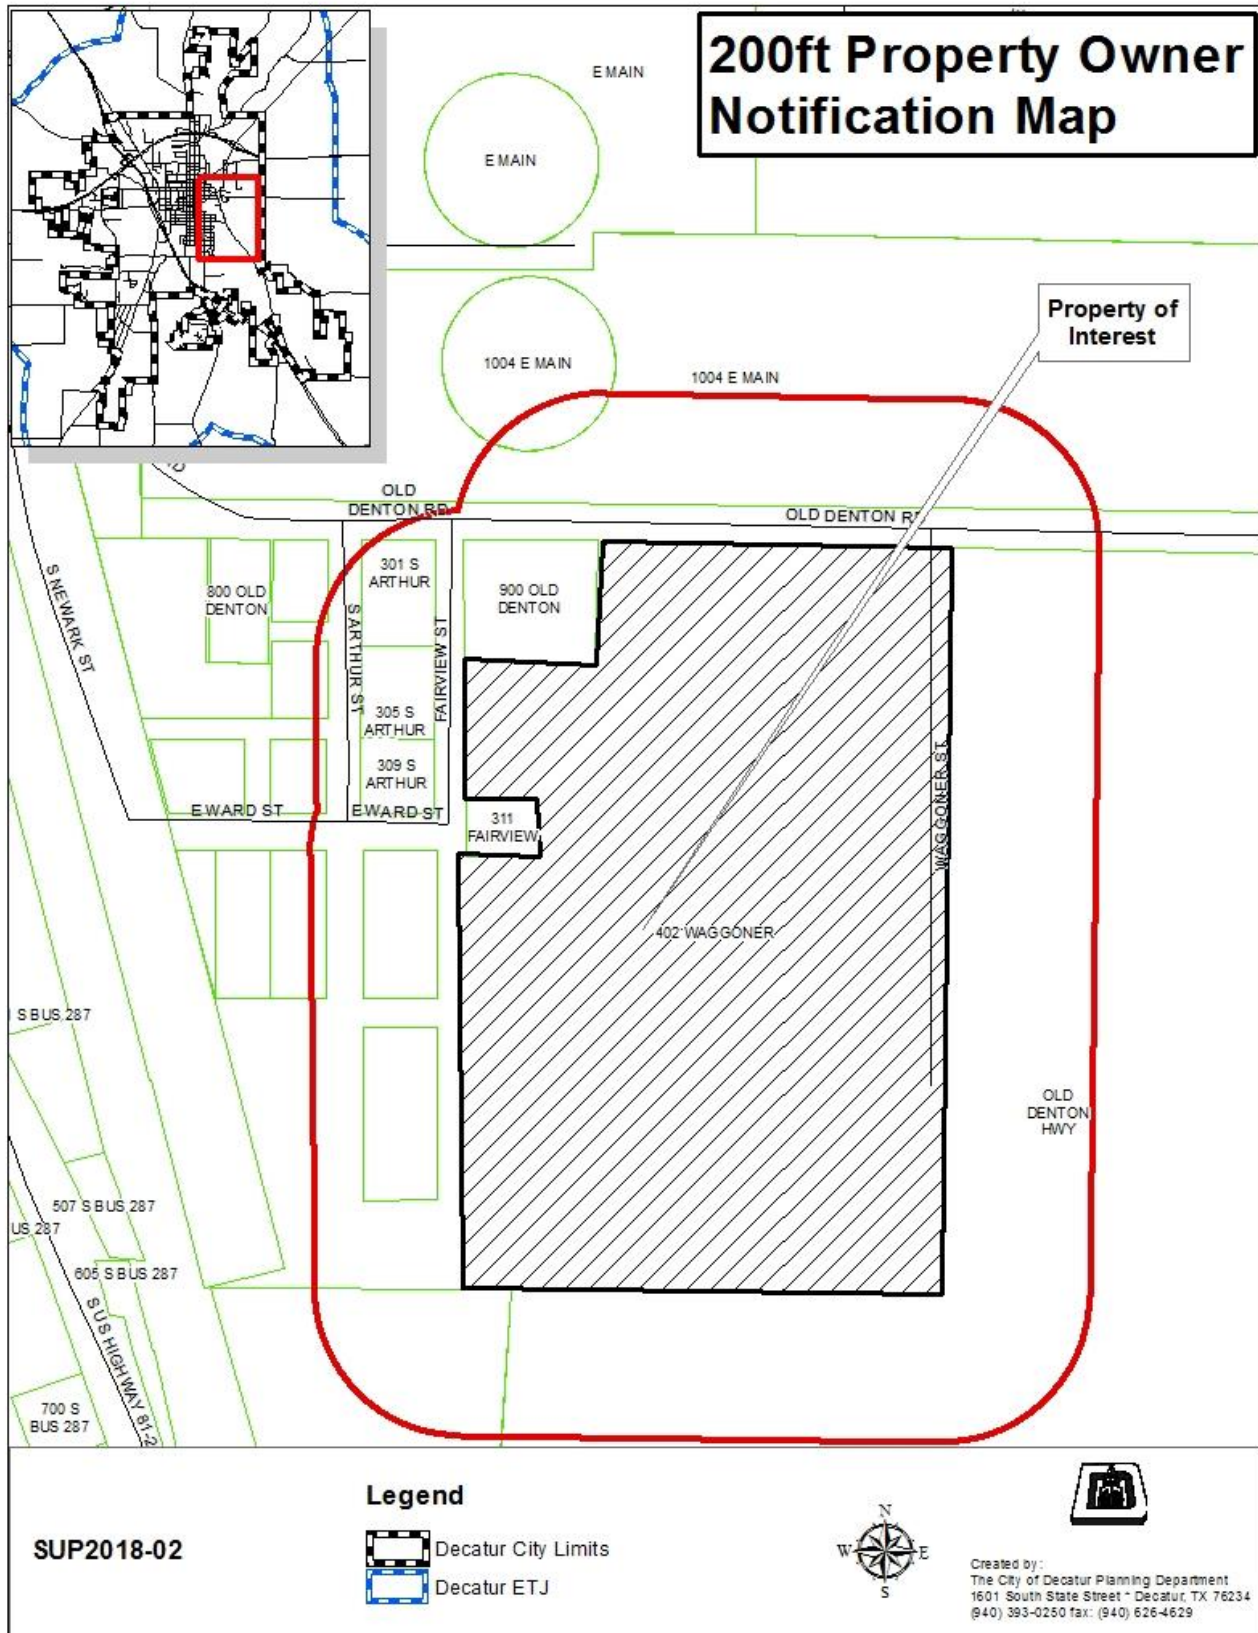 200ft Property Owner
Notification Map
E MAIN
E MAIN
Property of
Interest
1004 E MAIN
1004 E MAIN
OLD
DENTON RD
OLD DENTON RD
S NEWARK ST
800 OLD
DENTON
301 S
ARTHUR
900 OLD
DENTON
S ARTHUR ST
FAIRVIEW ST
305 S
ARTHUR
309 S
ARTHUR
WAGGONER ST
E WARD ST
E WARD ST
311
FAIRVIEW
402 WAGGONER
S BUS 287
OLD
DENTON
HWY
507 S BUS 287
US 287
605 S BUS 287
S US HIGHWAY 81-2
700 S
BUS 287
Legend
SUP2018-02
Decatur City Limits
Decatur ETJ
N
W E
S
Created by:
The City of Decatur Planning Department
1601 South State Street * Decatur, TX 76234
(940) 393-0250 fax: (940) 626-4629